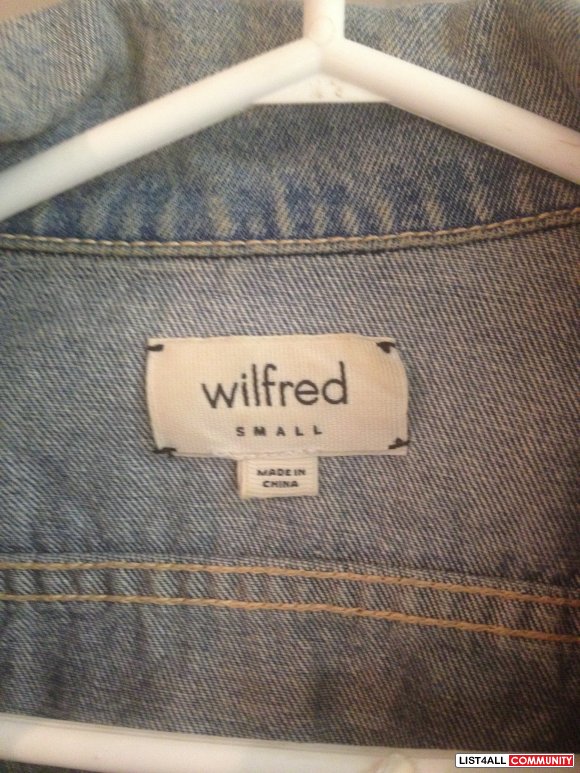 wilfred
SMALL
MADE IN
CHINA
LIST4ALL COMMUNITY